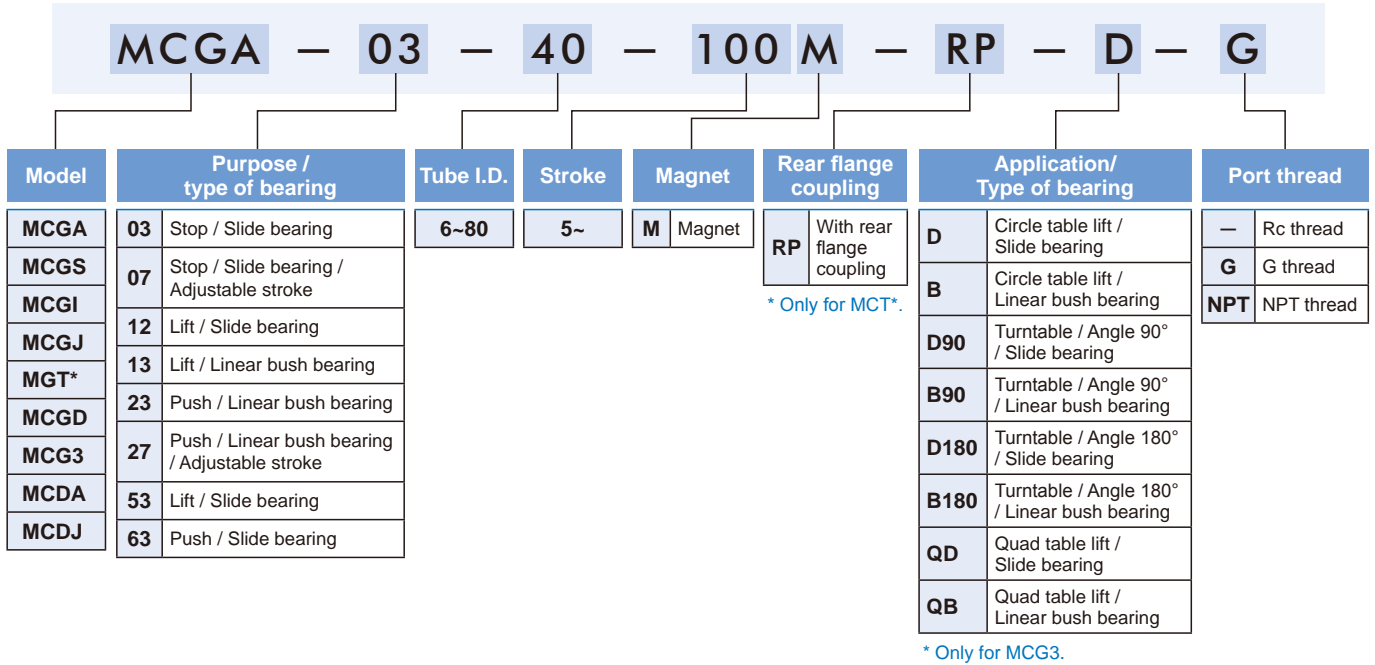 MCGA — 03 — 40 — 100 M — RP — D — G
Model
MCGA
MCGS
MCGI
MCGJ
MGT*
MCGD
MCG3
MCDA
MCDJ
Purpose /
type of bearing
03 Stop / Slide bearing
07 Stop / Slide bearing /
Adjustable stroke
12 Lift / Slide bearing
13 Lift / Linear bush bearing
23 Push / Linear bush bearing
27 Push / Linear bush bearing
/ Adjustable stroke
53 Lift / Slide bearing
63 Push / Slide bearing
Tube I.D.
6~80
Stroke
5~
Magnet
M Magnet
Rear flange
coupling
RP With rear
flange
coupling
* Only for MCT*.
Application/
Type of bearing
D Circle table lift /
Slide bearing
B Circle table lift /
Linear bush bearing
D90 Turntable / Angle 90°
/ Slide bearing
B90 Turntable / Angle 90°
/ Linear bush bearing
D180 Turntable / Angle 180°
/ Slide bearing
B180 Turntable / Angle 180°
/ Linear bush bearing
QD Quad table lift /
Slide bearing
QB Quad table lift /
Linear bush bearing
* Only for MCG3.
Port thread
— Rc thread
G G thread
NPT NPT thread